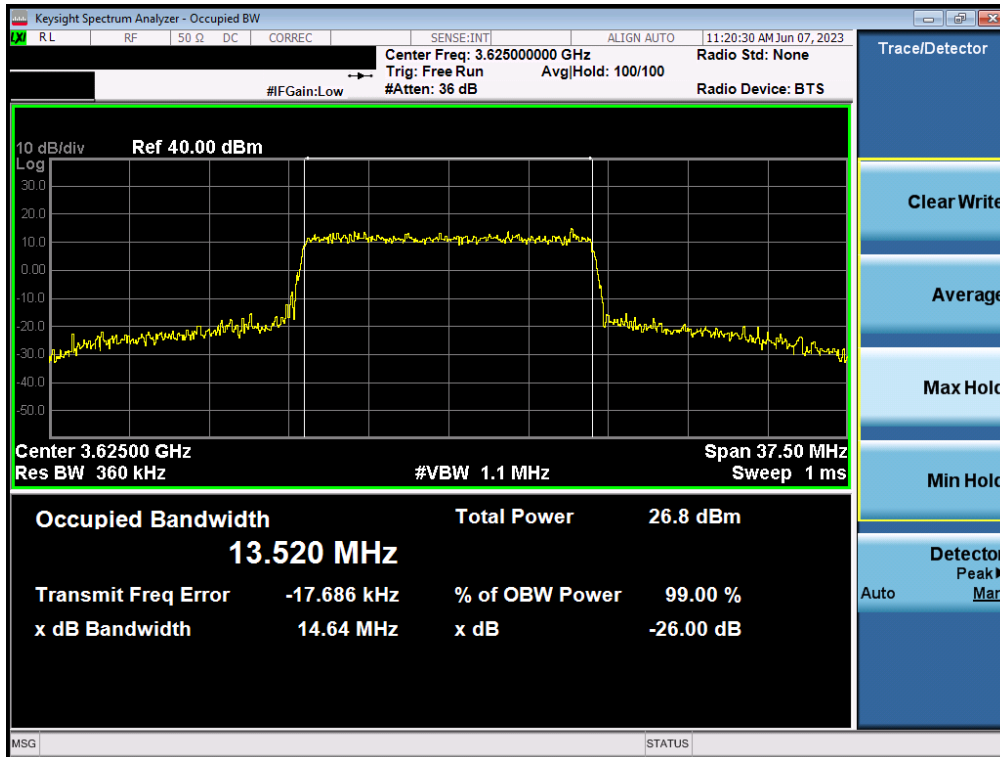 Keysight Spectrum Analyzer - Occupied BW
LXI RL RF 50 Ω DC CORREC SENSE:INT ALIGN AUTO 11:20:30 AM Jun 07, 2023
Center Freq: 3.625000000 GHz Radio Std: None
Trig: Free Run Avg|Hold: 100/100
#IFGain:Low #Atten: 36 dB Radio Device: BTS
Trace/Detector
10 dB/div Ref 40.00 dBm
Log
30.0
20.0
10.0
0.00
-10.0
-20.0
-30.0
-40.0
-50.0
Center 3.62500 GHz Span 37.50 MHz
Res BW 360 kHz #VBW 1.1 MHz Sweep 1 ms
Occupied Bandwidth Total Power 26.8 dBm
13.520 MHz
Transmit Freq Error -17.686 kHz % of OBW Power 99.00 %
x dB Bandwidth 14.64 MHz x dB -26.00 dB
Clear Write
Average
Max Hold
Min Hold
Detector
Peak
Auto Man
MSG STATUS